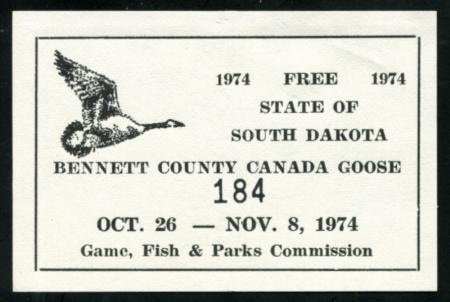 1974 FREE 1974
STATE OF
SOUTH DAKOTA
BENNETT COUNTY CANADA GOOSE
184
OCT. 26 — NOV. 8, 1974
Game, Fish & Parks Commission